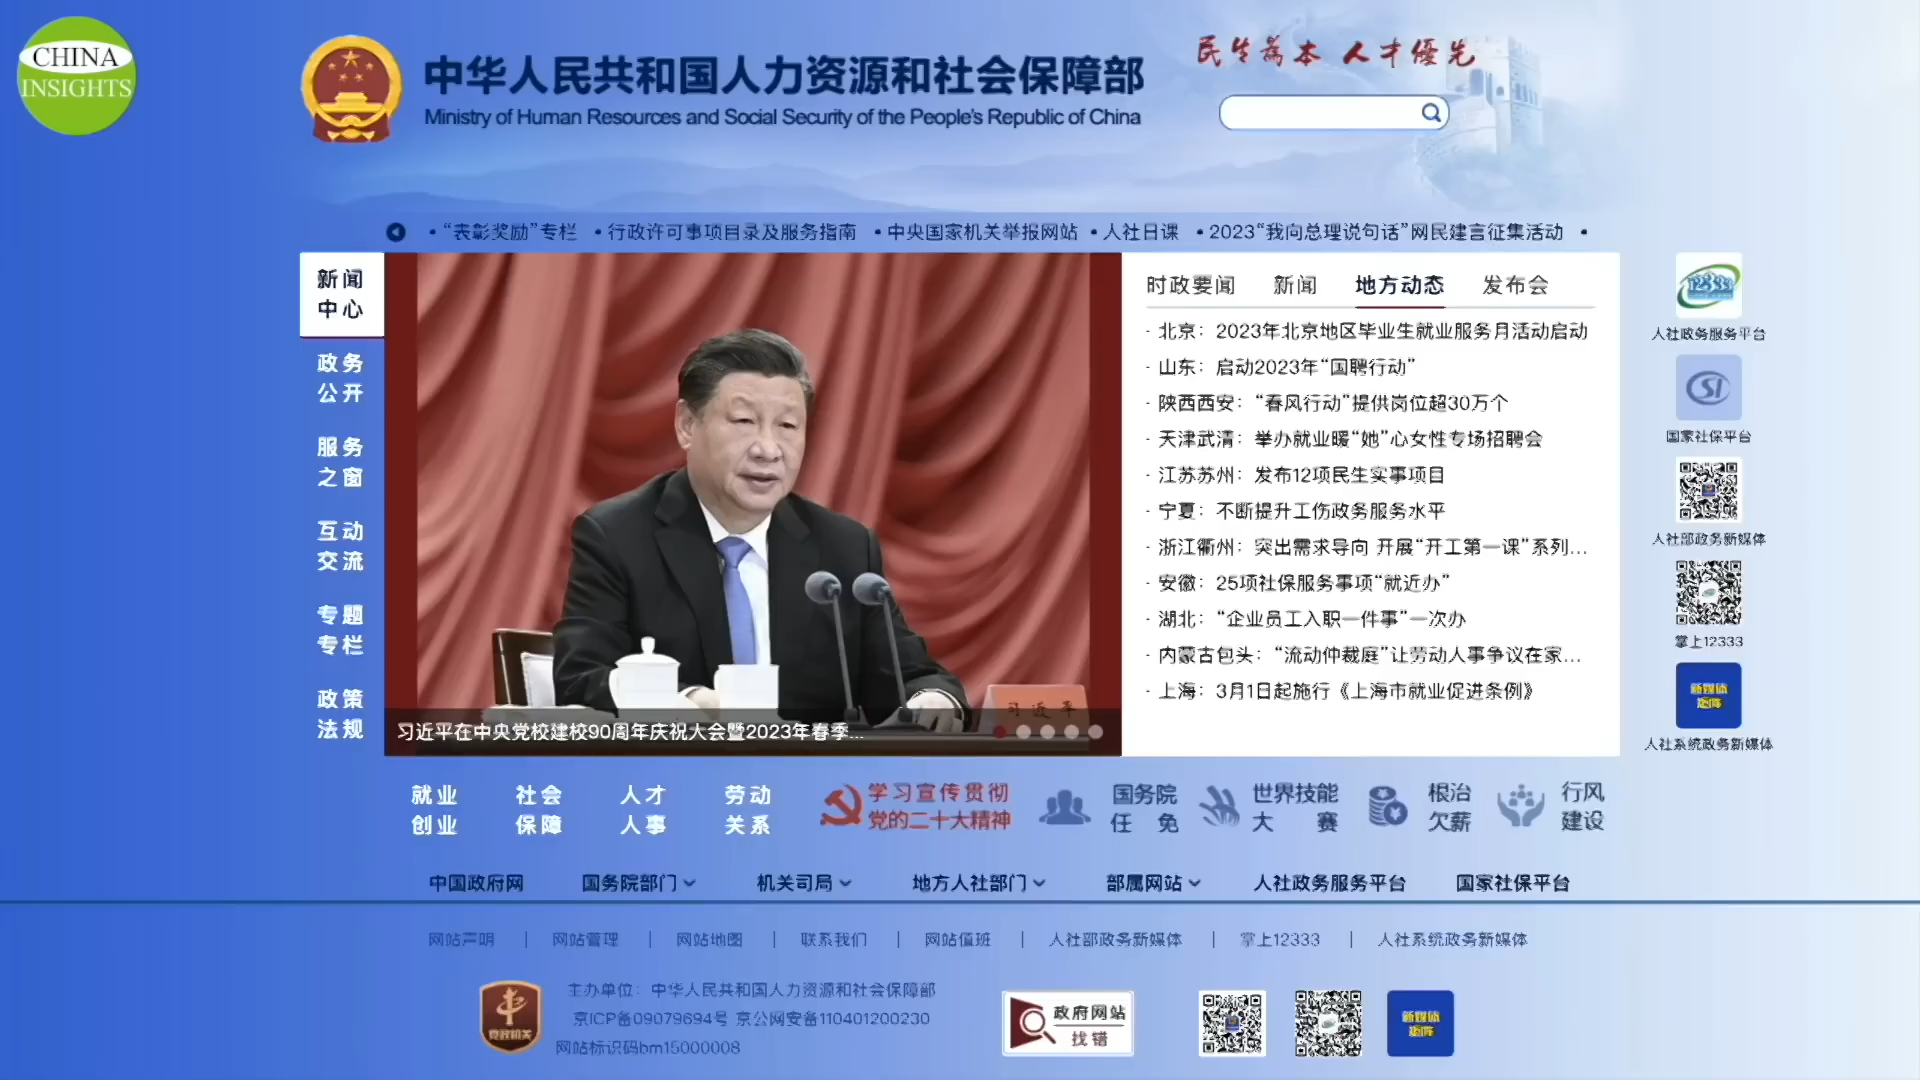 CHINA
INSIGHTS
中华人民共和国人力资源和社会保障部
Ministry of Human Resources and Social Security of the People's Republic of China
民生为本 人才優先
• “表彰奖励”专栏 • 行政许可事项目录及服务指南 • 中央国家机关举报网站 • 人社日课 • 2023“我向总理说句话”网民建言征集活动 •
新闻
中心
政务
公开
服务
之窗
互动
交流
专题
专栏
政策
法规
习近平
习近平在中央党校建校90周年庆祝大会暨2023年春季...
时政要闻 新闻 地方动态 发布会
· 北京：2023年北京地区毕业生就业服务月活动启动
· 山东：启动2023年“国聘行动”
· 陕西西安：“春风行动”提供岗位超30万个
· 天津武清：举办就业暖“她”心女性专场招聘会
· 江苏苏州：发布12项民生实事项目
· 宁夏：不断提升工伤政务服务水平
· 浙江衢州：突出需求导向 开展“开工第一课”系列...
· 安徽：25项社保服务事项“就近办”
· 湖北：“企业员工入职一件事”一次办
· 内蒙古包头：“流动仲裁庭”让劳动人事争议在家...
· 上海：3月1日起施行《上海市就业促进条例》
12333
人社政务服务平台
SI
国家社保平台
人社部政务新媒体
掌上12333
新媒体
矩阵
人社系统政务新媒体
就业
创业
社会
保障
人才
人事
劳动
关系
学习宣传贯彻
党的二十大精神
国务院
任 免
世界技能
大 赛
根治
欠薪
行风
建设
中国政府网 国务院部门 机关司局 地方人社部门 部属网站 人社政务服务平台 国家社保平台
网站声明 | 网站管理 | 网站地图 | 联系我们 | 网站值班 | 人社部政务新媒体 | 掌上12333 | 人社系统政务新媒体
党政机关
主办单位：中华人民共和国人力资源和社会保障部
京ICP备09079694号 京公网安备110401200230
网站标识码bm15000008
政府网站
找错
新媒体
矩阵